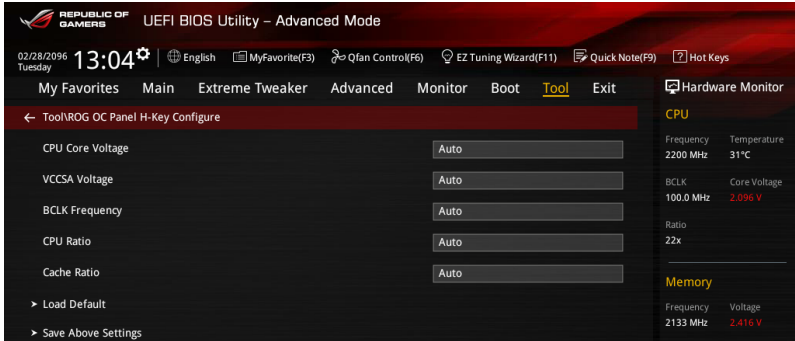 REPUBLIC OF
GAMERS
UEFI BIOS Utility – Advanced Mode
02/28/2096
Tuesday
13:04
English
MyFavorite(F3)
Qfan Control(F6)
EZ Tuning Wizard(F11)
Quick Note(F9)
? Hot Keys
My Favorites Main Extreme Tweaker Advanced Monitor Boot Tool Exit
Hardware Monitor
← Tool\ROG OC Panel H-Key Configure
CPU Core Voltage Auto
VCCSA Voltage Auto
BCLK Frequency Auto
CPU Ratio Auto
Cache Ratio Auto
> Load Default
> Save Above Settings
CPU
Frequency Temperature
2200 MHz 31°C
BCLK Core Voltage
100.0 MHz 2.096 V
Ratio
22x
Memory
Frequency Voltage
2133 MHz 2.416 V